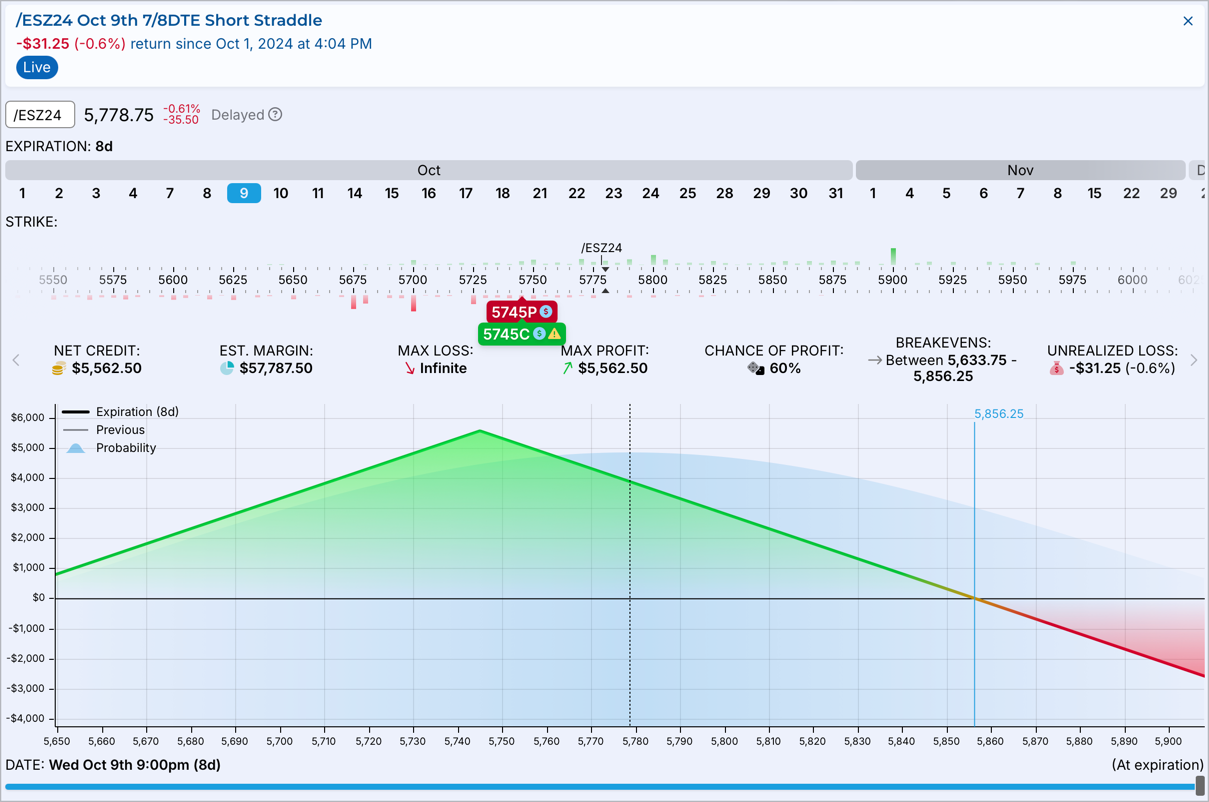 /ESZ24 Oct 9th 7/8DTE Short Straddle
-$31.25 (-0.6%) return since Oct 1, 2024 at 4:04 PM
Live
/ESZ24 5,778.75 -0.61% -35.50 Delayed ?
EXPIRATION: 8d
Oct Nov D
1 2 3 4 7 8 9 10 11 14 15 16 17 18 21 22 23 24 25 28 29 30 31 1 4 5 6 7 8 15 22 29 2
STRIKE:
/ESZ24
5550 5575 5600 5625 5650 5675 5700 5725 5750 5775 5800 5825 5850 5875 5900 5925 5950 5975 6000 602
5745P $
5745C $
NET CREDIT: EST. MARGIN: MAX LOSS: MAX PROFIT: CHANCE OF PROFIT: BREAKEVENS: UNREALIZED LOSS:
$5,562.50 $57,787.50 Infinite $5,562.50 60% Between 5,633.75 - -$31.25 (-0.6%)
5,856.25
5,856.25
Expiration (8d)
Previous
Probability
$6,000
$5,000
$4,000
$3,000
$2,000
$1,000
$0
-$1,000
-$2,000
-$3,000
-$4,000
5,650 5,660 5,670 5,680 5,690 5,700 5,710 5,720 5,730 5,740 5,750 5,760 5,770 5,780 5,790 5,800 5,810 5,820 5,830 5,840 5,850 5,860 5,870 5,880 5,890 5,900
DATE: Wed Oct 9th 9:00pm (8d) (At expiration)